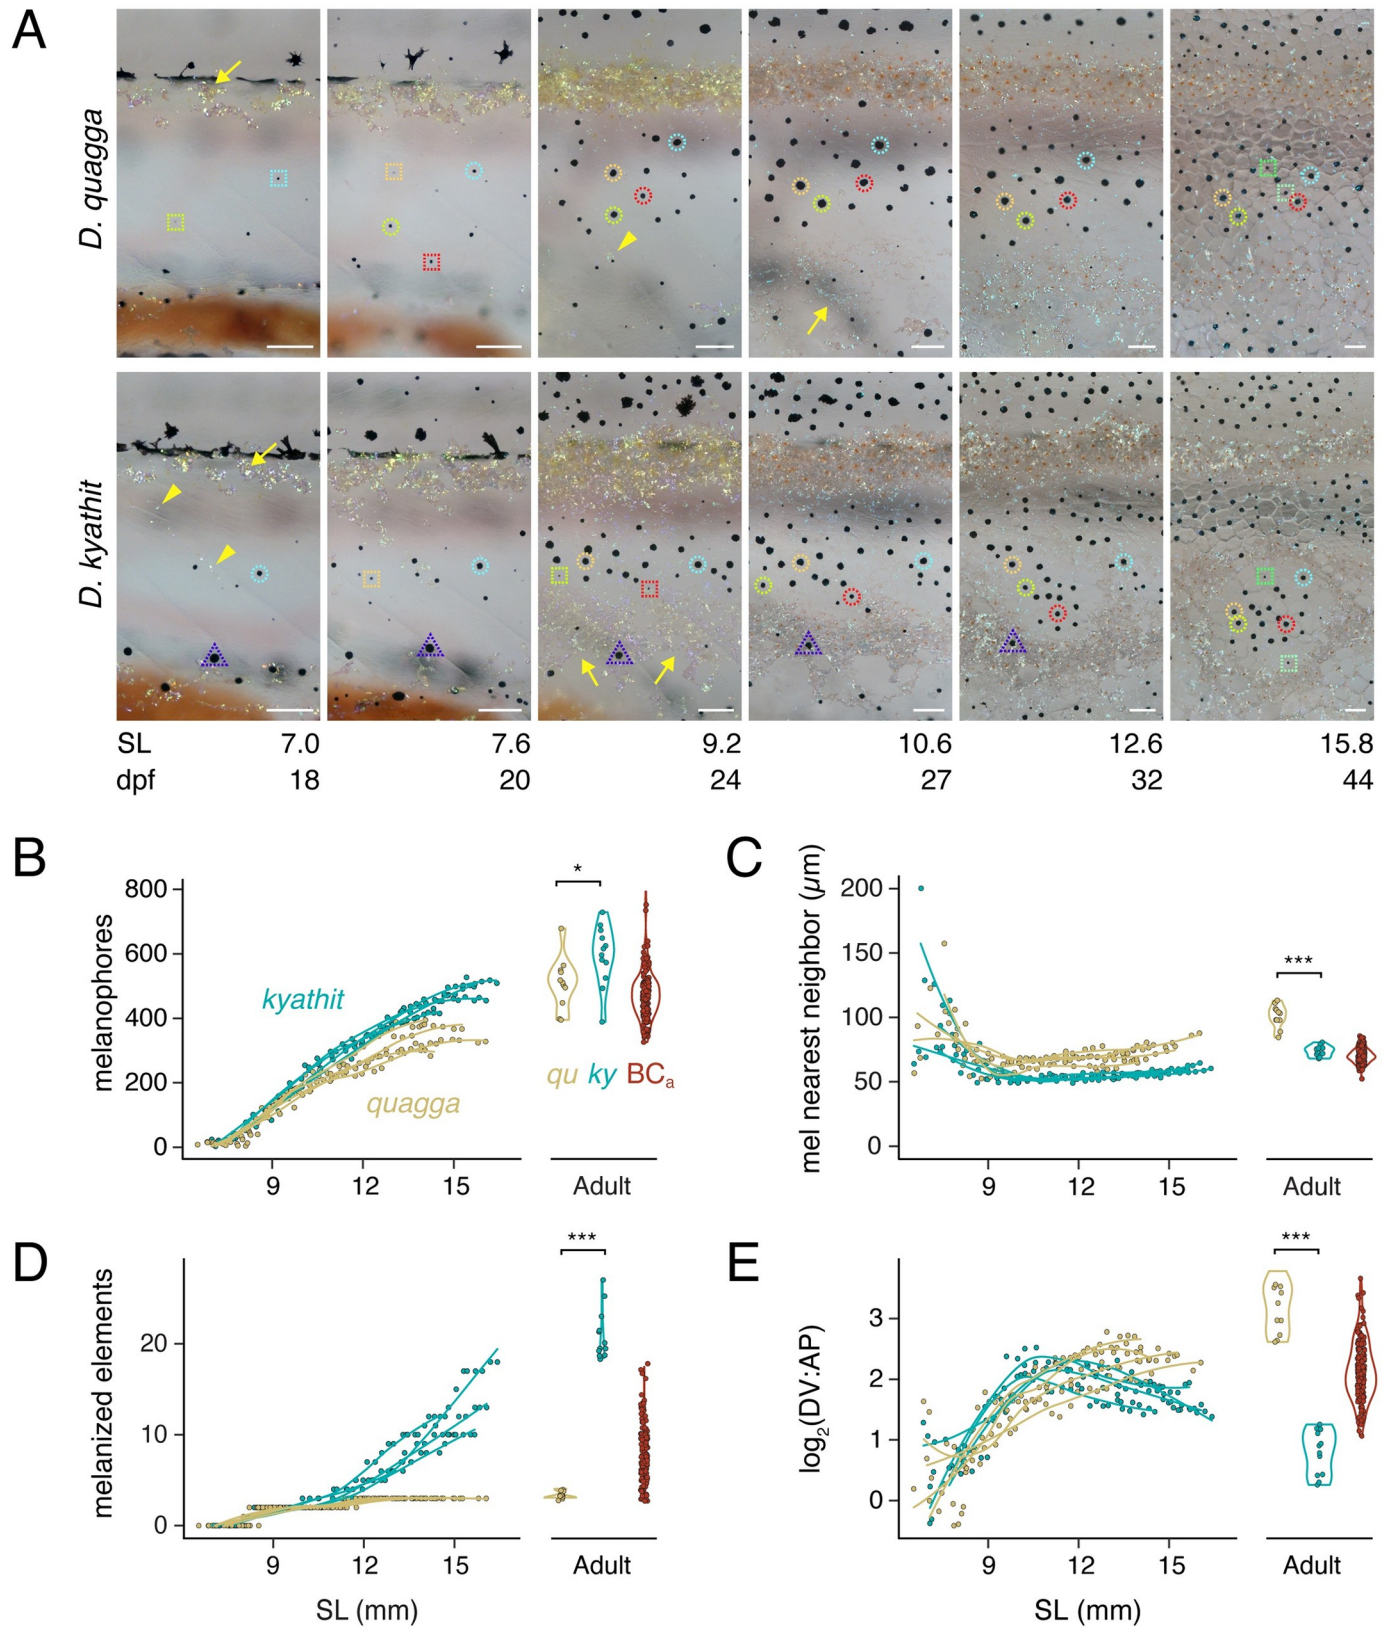 A
D. quagga
D. kyathit
SL 7.0 7.6 9.2 10.6 12.6 15.8
dpf 18 20 24 27 32 44
B
melanophores
800
600
400
200
0
kyathit
quagga
9 12 15
*
qu ky BCa
Adult
C
mel nearest neighbor (µm)
200
150
100
50
0
9 12 15
***
Adult
D
melanized elements
20
10
0
9 12 15
SL (mm)
***
Adult
E
log2(DV:AP)
3
2
1
0
9 12 15
SL (mm)
***
Adult